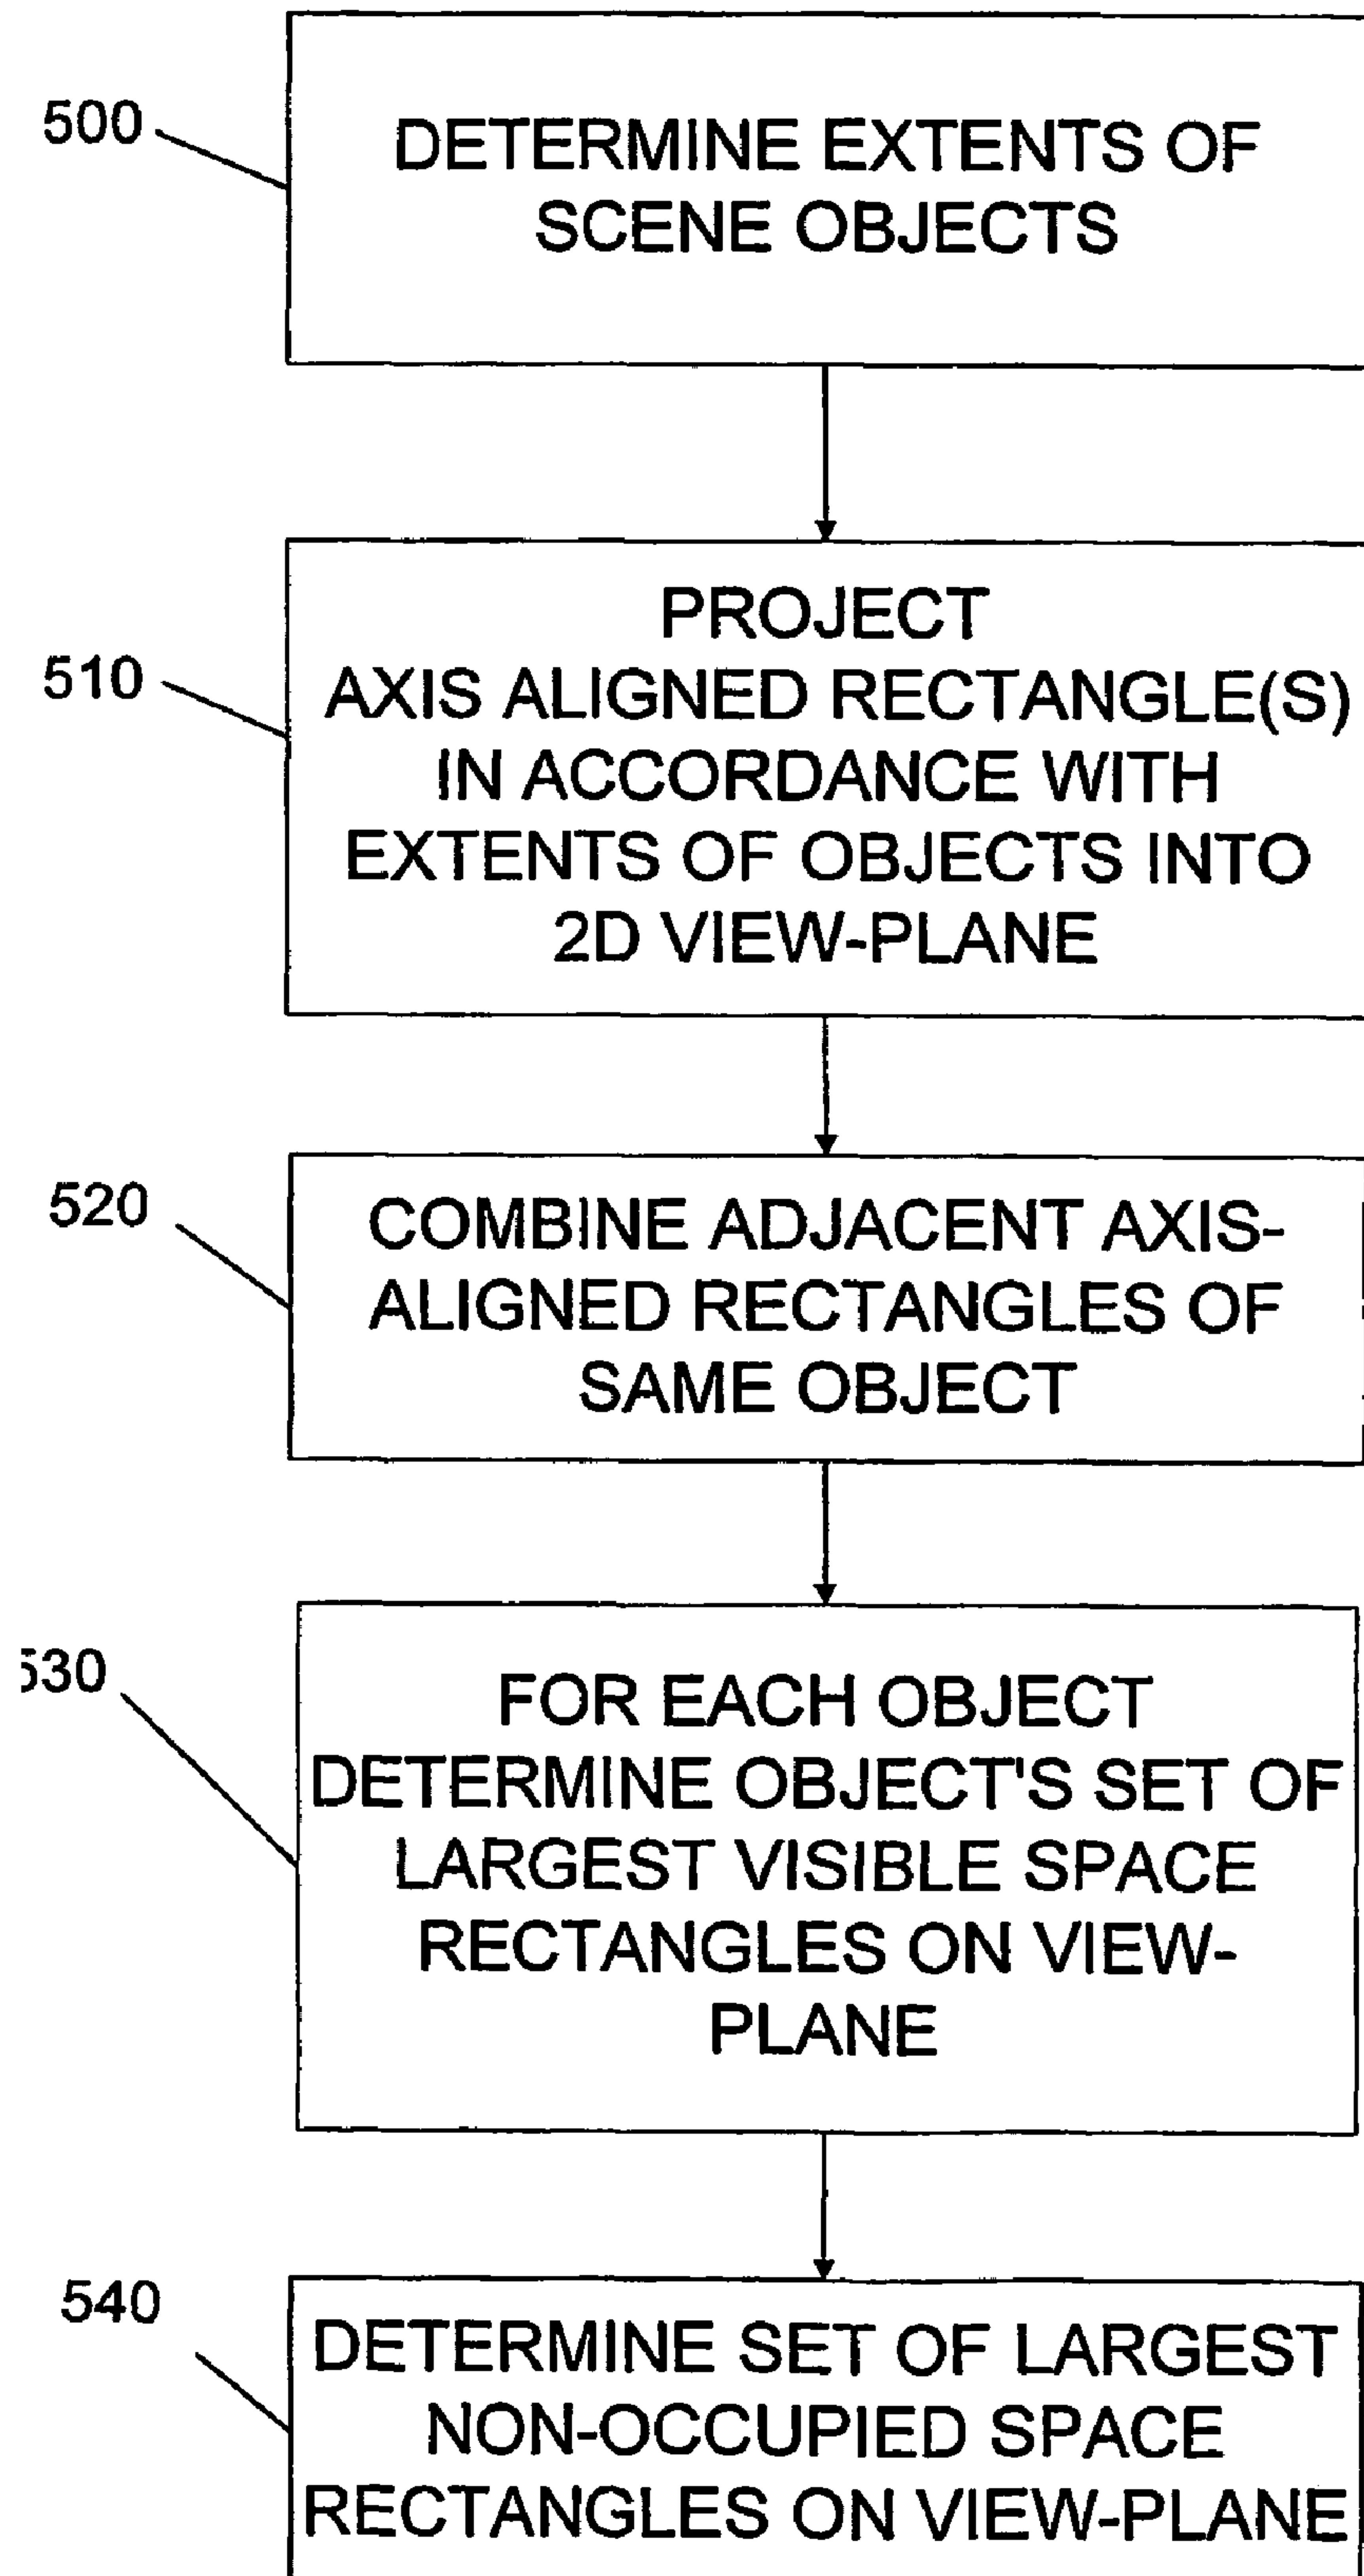 500
DETERMINE EXTENTS OF
SCENE OBJECTS
510
PROJECT
AXIS ALIGNED RECTANGLE(S)
IN ACCORDANCE WITH
EXTENTS OF OBJECTS INTO
2D VIEW-PLANE
520
COMBINE ADJACENT AXIS-
ALIGNED RECTANGLES OF
SAME OBJECT
530
FOR EACH OBJECT
DETERMINE OBJECT'S SET OF
LARGEST VISIBLE SPACE
RECTANGLES ON VIEW-
PLANE
540
DETERMINE SET OF LARGEST
NON-OCCUPIED SPACE
RECTANGLES ON VIEW-PLANE